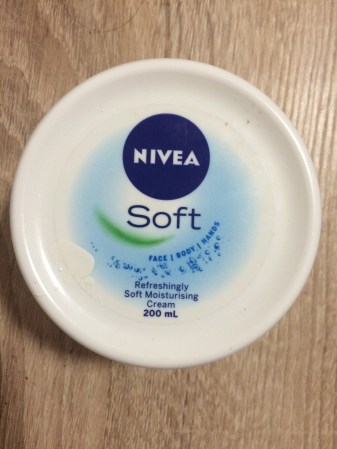 NIVEA
Soft
FACE | BODY | HANDS
Refreshingly
Soft Moisturising
Cream
200 mL